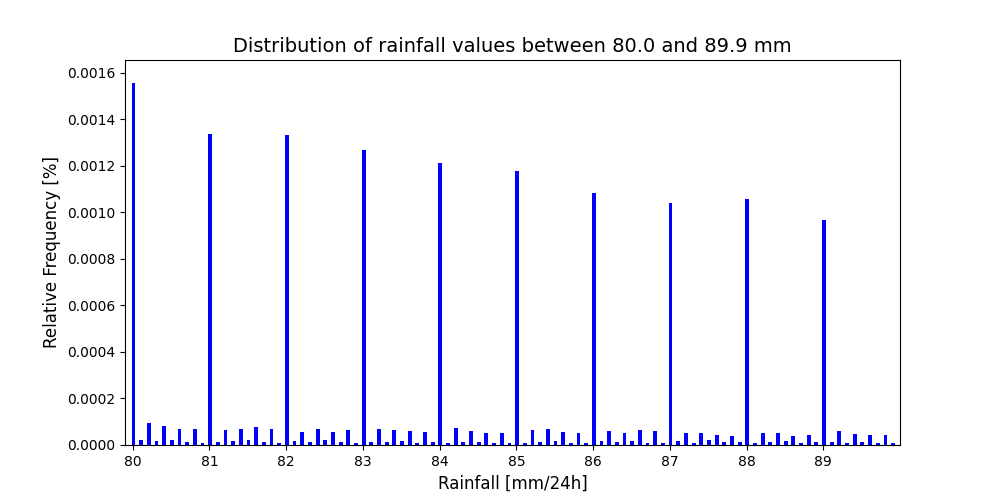 Distribution of rainfall values between 80.0 and 89.9 mm
0.0016
0.0014
0.0012
0.0010
0.0008
0.0006
0.0004
0.0002
0.0000
Relative Frequency [%]
80 81 82 83 84 85 86 87 88 89
Rainfall [mm/24h]